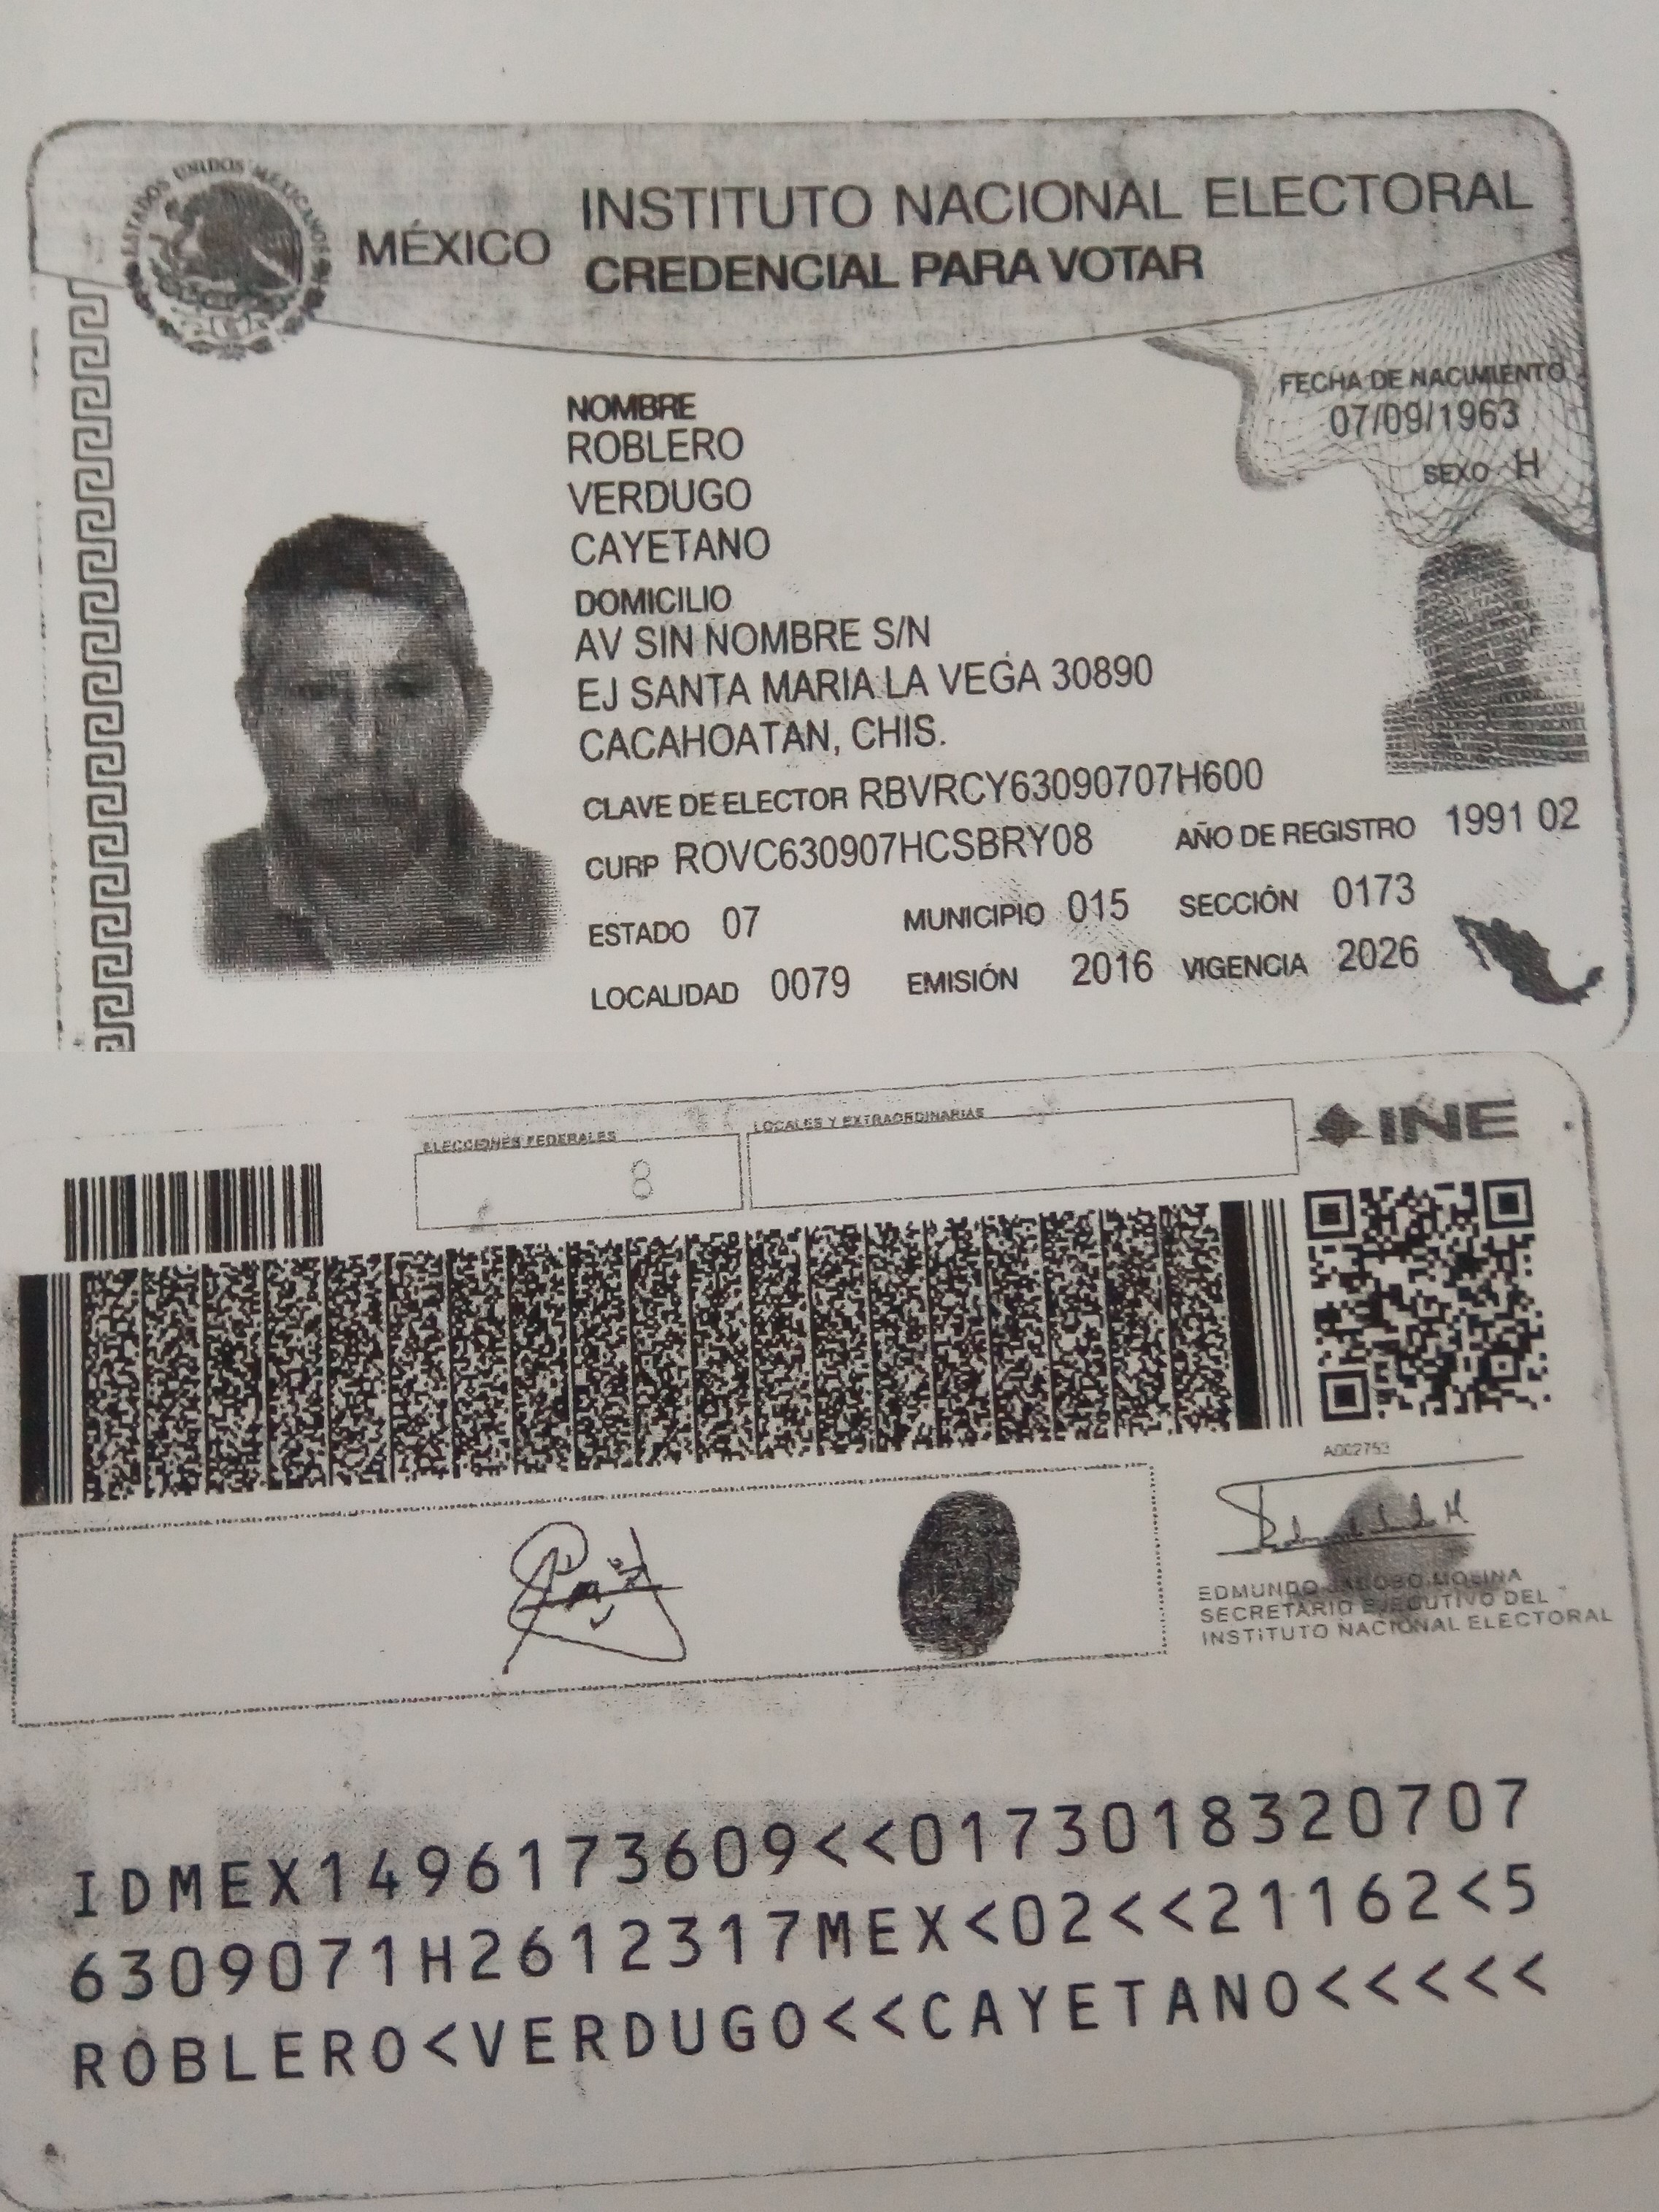 ESTADOS UNIDOS MEXICANOS
MÉXICO
INSTITUTO NACIONAL ELECTORAL
CREDENCIAL PARA VOTAR
NOMBRE
ROBLERO
VERDUGO
CAYETANO
FECHA DE NACIMIENTO
07/09/1963
SEXO H
DOMICILIO
AV SIN NOMBRE S/N
EJ SANTA MARIA LA VEGA 30890
CACAHOATAN, CHIS.
CLAVE DE ELECTOR RBVRCY63090707H600
CURP ROVC630907HCSBRY08 AÑO DE REGISTRO 1991 02
ESTADO 07 MUNICIPIO 015 SECCIÓN 0173
LOCALIDAD 0079 EMISIÓN 2016 VIGENCIA 2026
ELECCIONES FEDERALES LOCALES Y EXTRAORDINARIAS
8
INE
A002753
EDMUNDO JACOBO MOLINA
SECRETARIO EJECUTIVO DEL
INSTITUTO NACIONAL ELECTORAL
IDMEX1496173609<<0173018320707
6309071H2612317MEX<02<<21162<5
ROBLERO<VERDUGO<<CAYETANO<<<<<